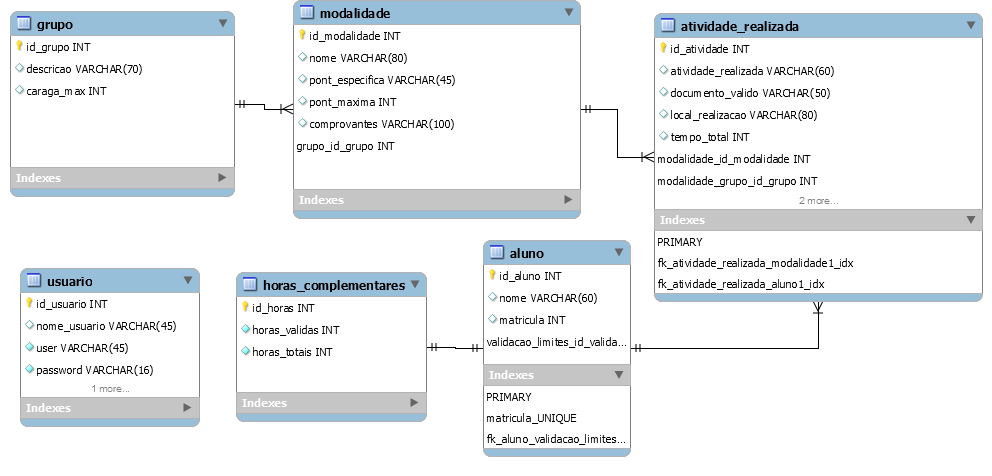 grupo
id_grupo INT
descricao VARCHAR(70)
caraga_max INT
Indexes
modalidade
id_modalidade INT
nome VARCHAR(80)
pont_especifica VARCHAR(45)
pont_maxima INT
comprovantes VARCHAR(100)
grupo_id_grupo INT
Indexes
atividade_realizada
id_atividade INT
atividade_realizada VARCHAR(60)
documento_valido VARCHAR(50)
local_realizacao VARCHAR(80)
tempo_total INT
modalidade_id_modalidade INT
modalidade_grupo_id_grupo INT
2 more...
Indexes
PRIMARY
fk_atividade_realizada_modalidade1_idx
fk_atividade_realizada_aluno1_idx
usuario
id_usuario INT
nome_usuario VARCHAR(45)
user VARCHAR(45)
password VARCHAR(16)
1 more...
Indexes
horas_complementares
id_horas INT
horas_validas INT
horas_totais INT
Indexes
aluno
id_aluno INT
nome VARCHAR(60)
matricula INT
validacao_limites_id_valida...
Indexes
PRIMARY
matricula_UNIQUE
fk_aluno_validacao_limites...